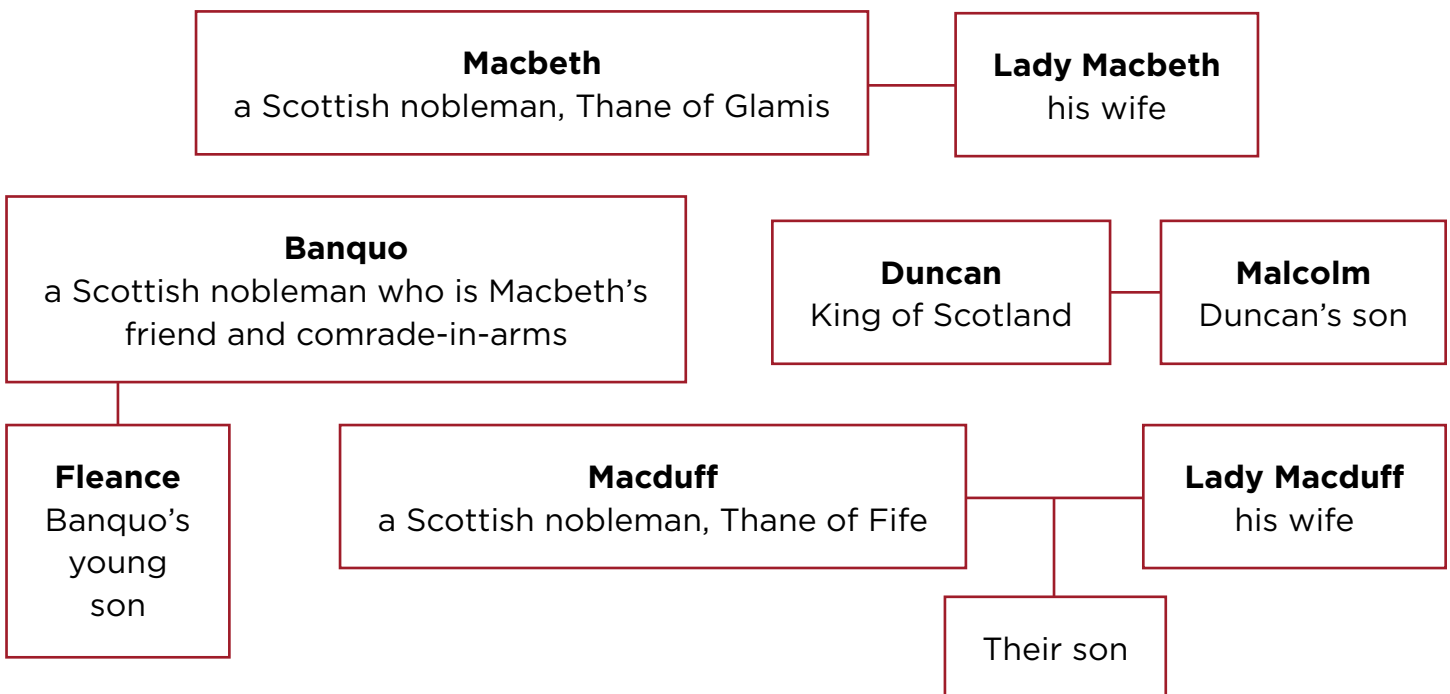 Macbeth
a Scottish nobleman, Thane of Glamis
Lady Macbeth
his wife
Banquo
a Scottish nobleman who is Macbeth’s
friend and comrade-in-arms
Duncan
King of Scotland
Malcolm
Duncan’s son
Fleance
Banquo’s
young
son
Macduff
a Scottish nobleman, Thane of Fife
Lady Macduff
his wife
Their son